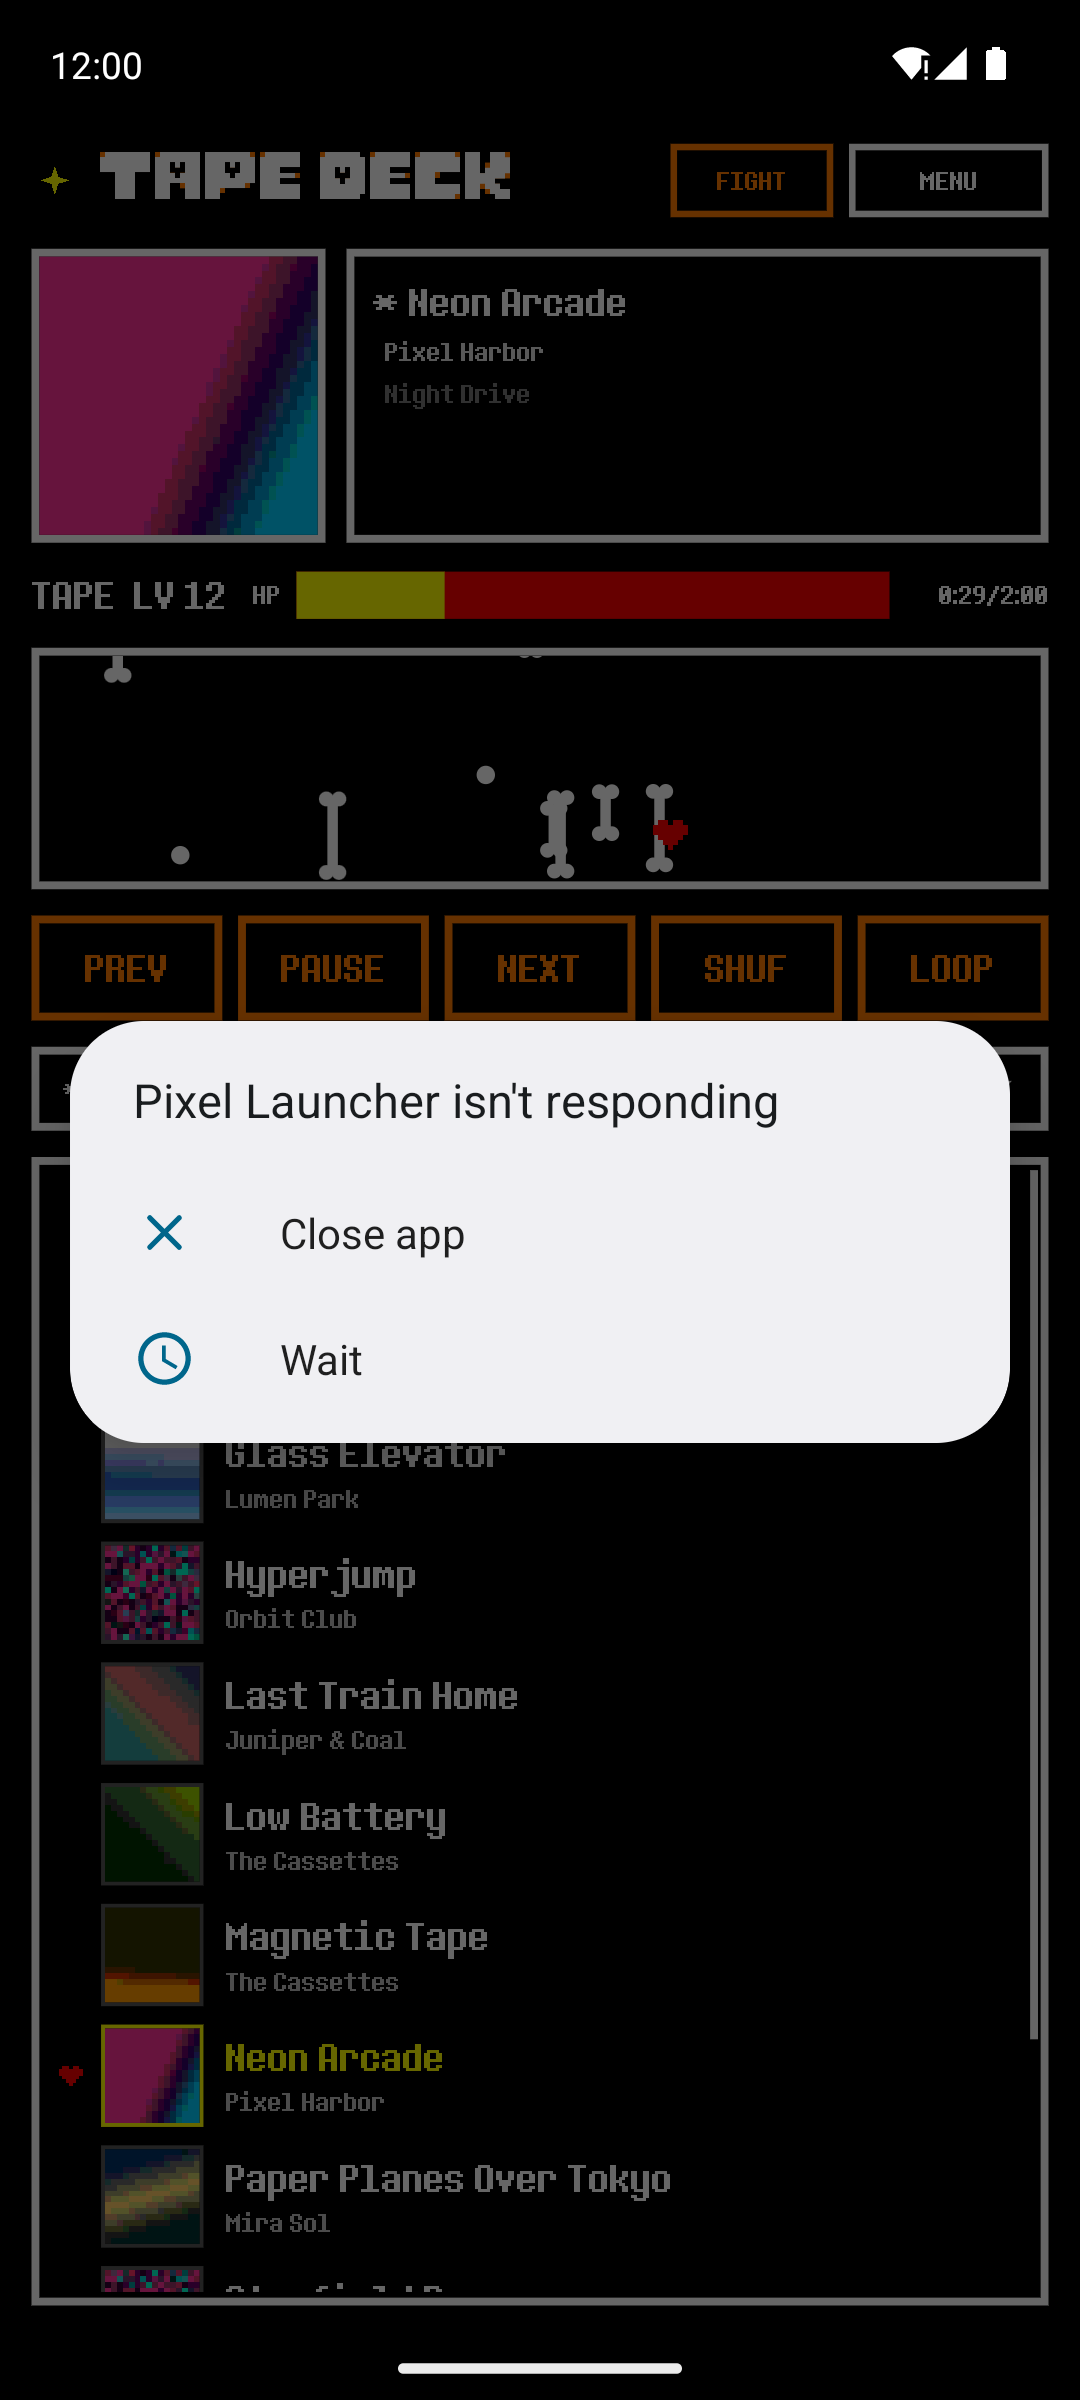 12:00
TAPE DECK
FIGHT
MENU
* Neon Arcade
Pixel Harbor
Night Drive
TAPE LV 12 HP 0:29/2:00
PREV
PAUSE
NEXT
SHUF
LOOP
Pixel Launcher isn't responding
Close app
Wait
Glass Elevator
Lumen Park
Hyperjump
Orbit Club
Last Train Home
Juniper & Coal
Low Battery
The Cassettes
Magnetic Tape
The Cassettes
Neon Arcade
Pixel Harbor
Paper Planes Over Tokyo
Mira Sol